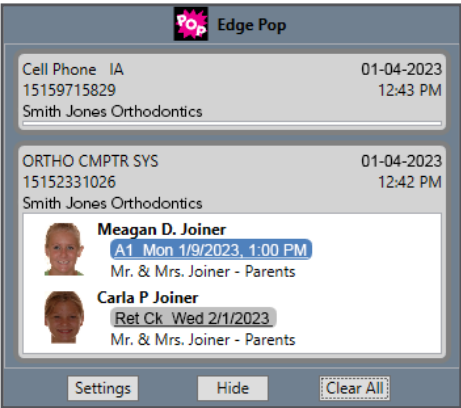 POP Edge Pop
Cell Phone IA 01-04-2023
15159715829 12:43 PM
Smith Jones Orthodontics
ORTHO CMPTR SYS 01-04-2023
15152331026 12:42 PM
Smith Jones Orthodontics
Meagan D. Joiner
A1 Mon 1/9/2023, 1:00 PM
Mr. & Mrs. Joiner - Parents
Carla P Joiner
Ret Ck Wed 2/1/2023
Mr. & Mrs. Joiner - Parents
Settings Hide Clear All